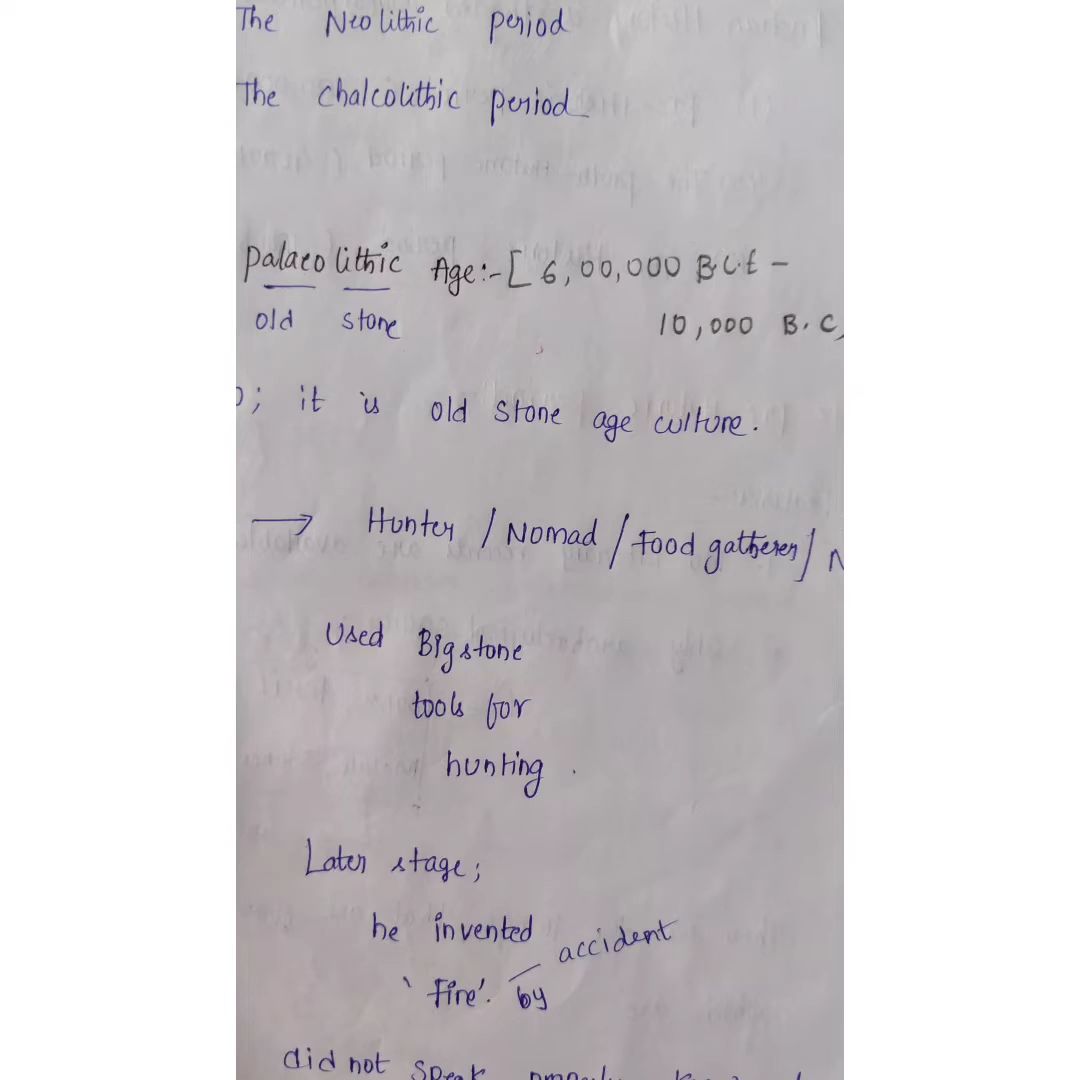 The Neolithic period
The chalcolithic period
palaeolithic Age:- [ 6,00,000 B.C.E -
old stone 10,000 B.C
; it is old stone age culture.
→ Hunter / Nomad / Food gatherer /
Used Big stone
tools for
hunting.
Later stage;
he invented
'Fire'. by accident
did not speak